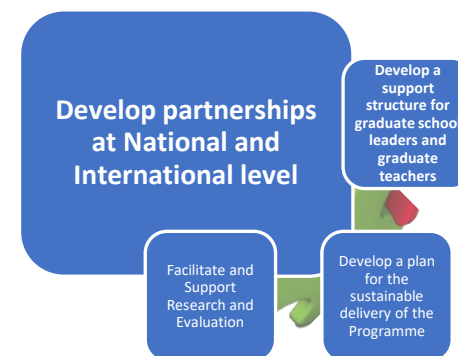 Develop partnerships
at National and
International level
Develop a
support
structure for
graduate school
leaders and
graduate
teachers
Facilitate and
Support
Research and
Evaluation
Develop a plan
for the
sustainable
delivery of the
Programme